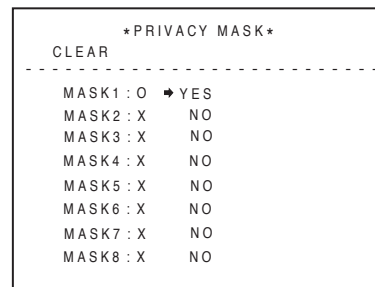 *PRIVACY MASK*
CLEAR
MASK1:O ➡ YES
MASK2:X NO
MASK3:X NO
MASK4:X NO
MASK5:X NO
MASK6:X NO
MASK7:X NO
MASK8:X NO